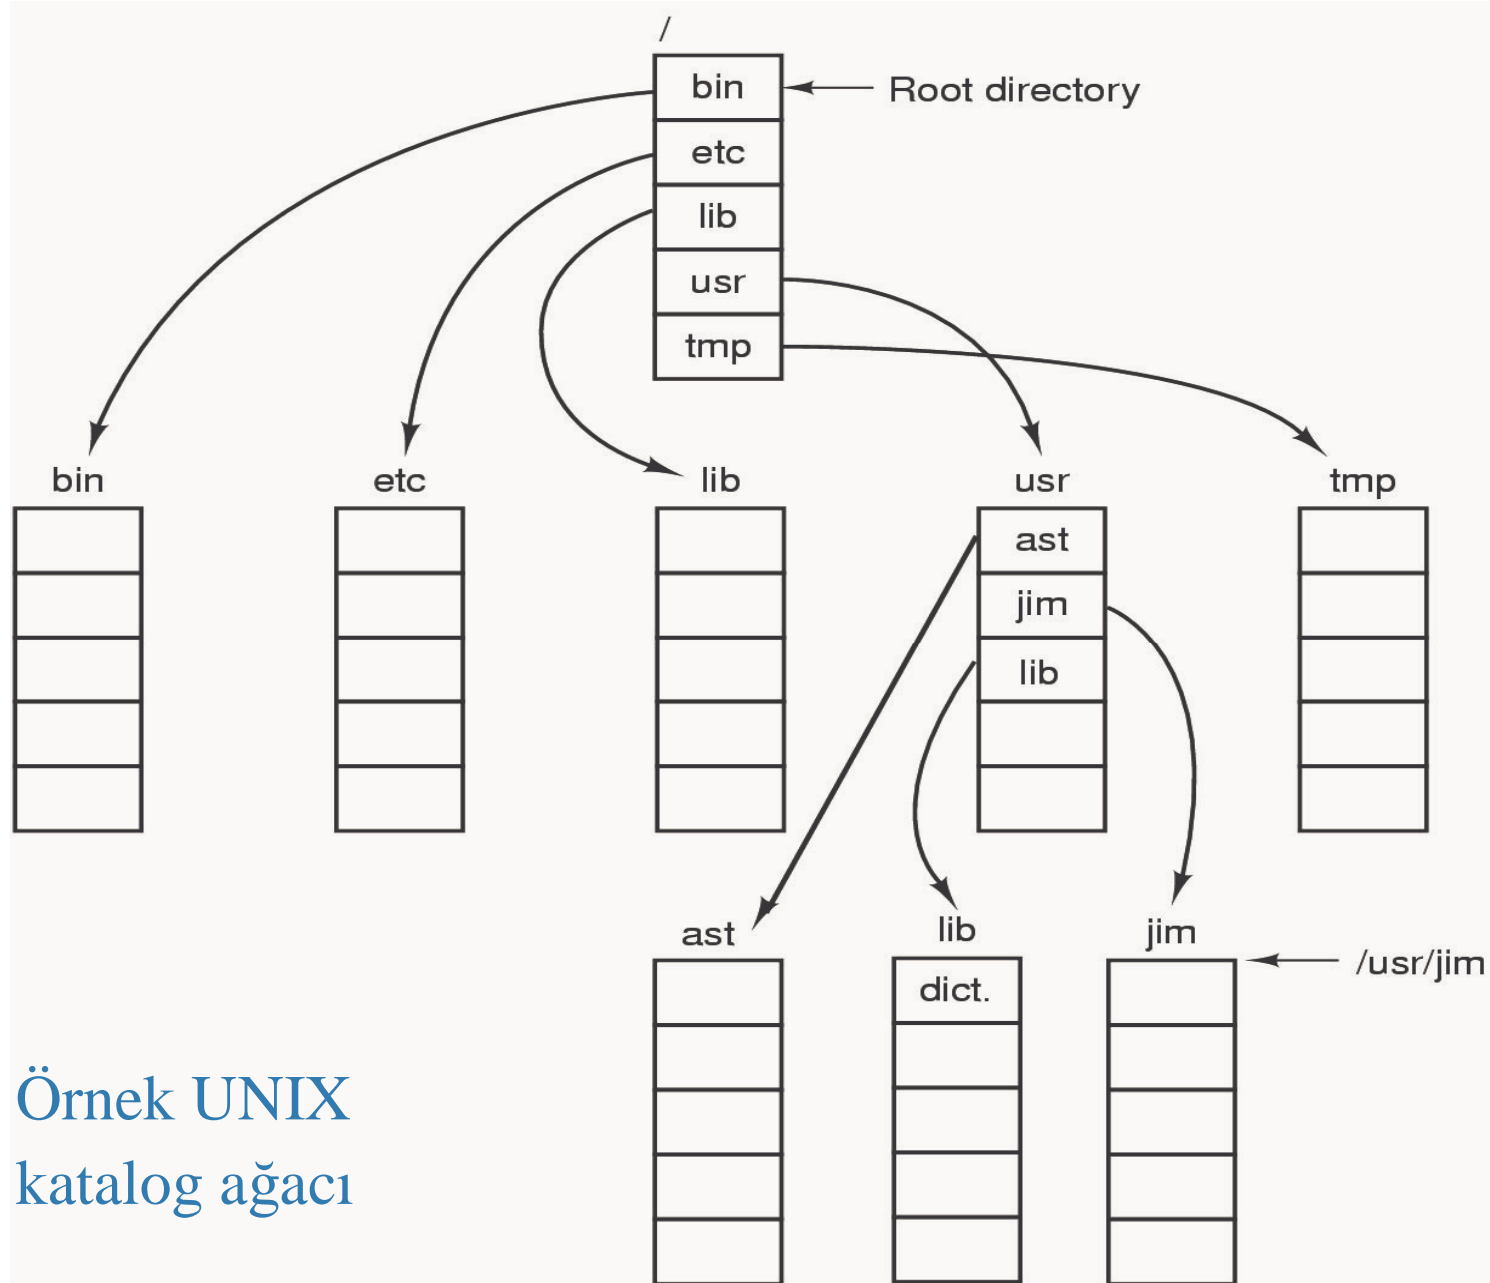 /
bin
Root directory
etc
lib
usr
tmp
bin
etc
lib
usr
tmp
ast
jim
lib
ast
lib
jim
/usr/jim
dict.
Örnek UNIX
katalog ağacı